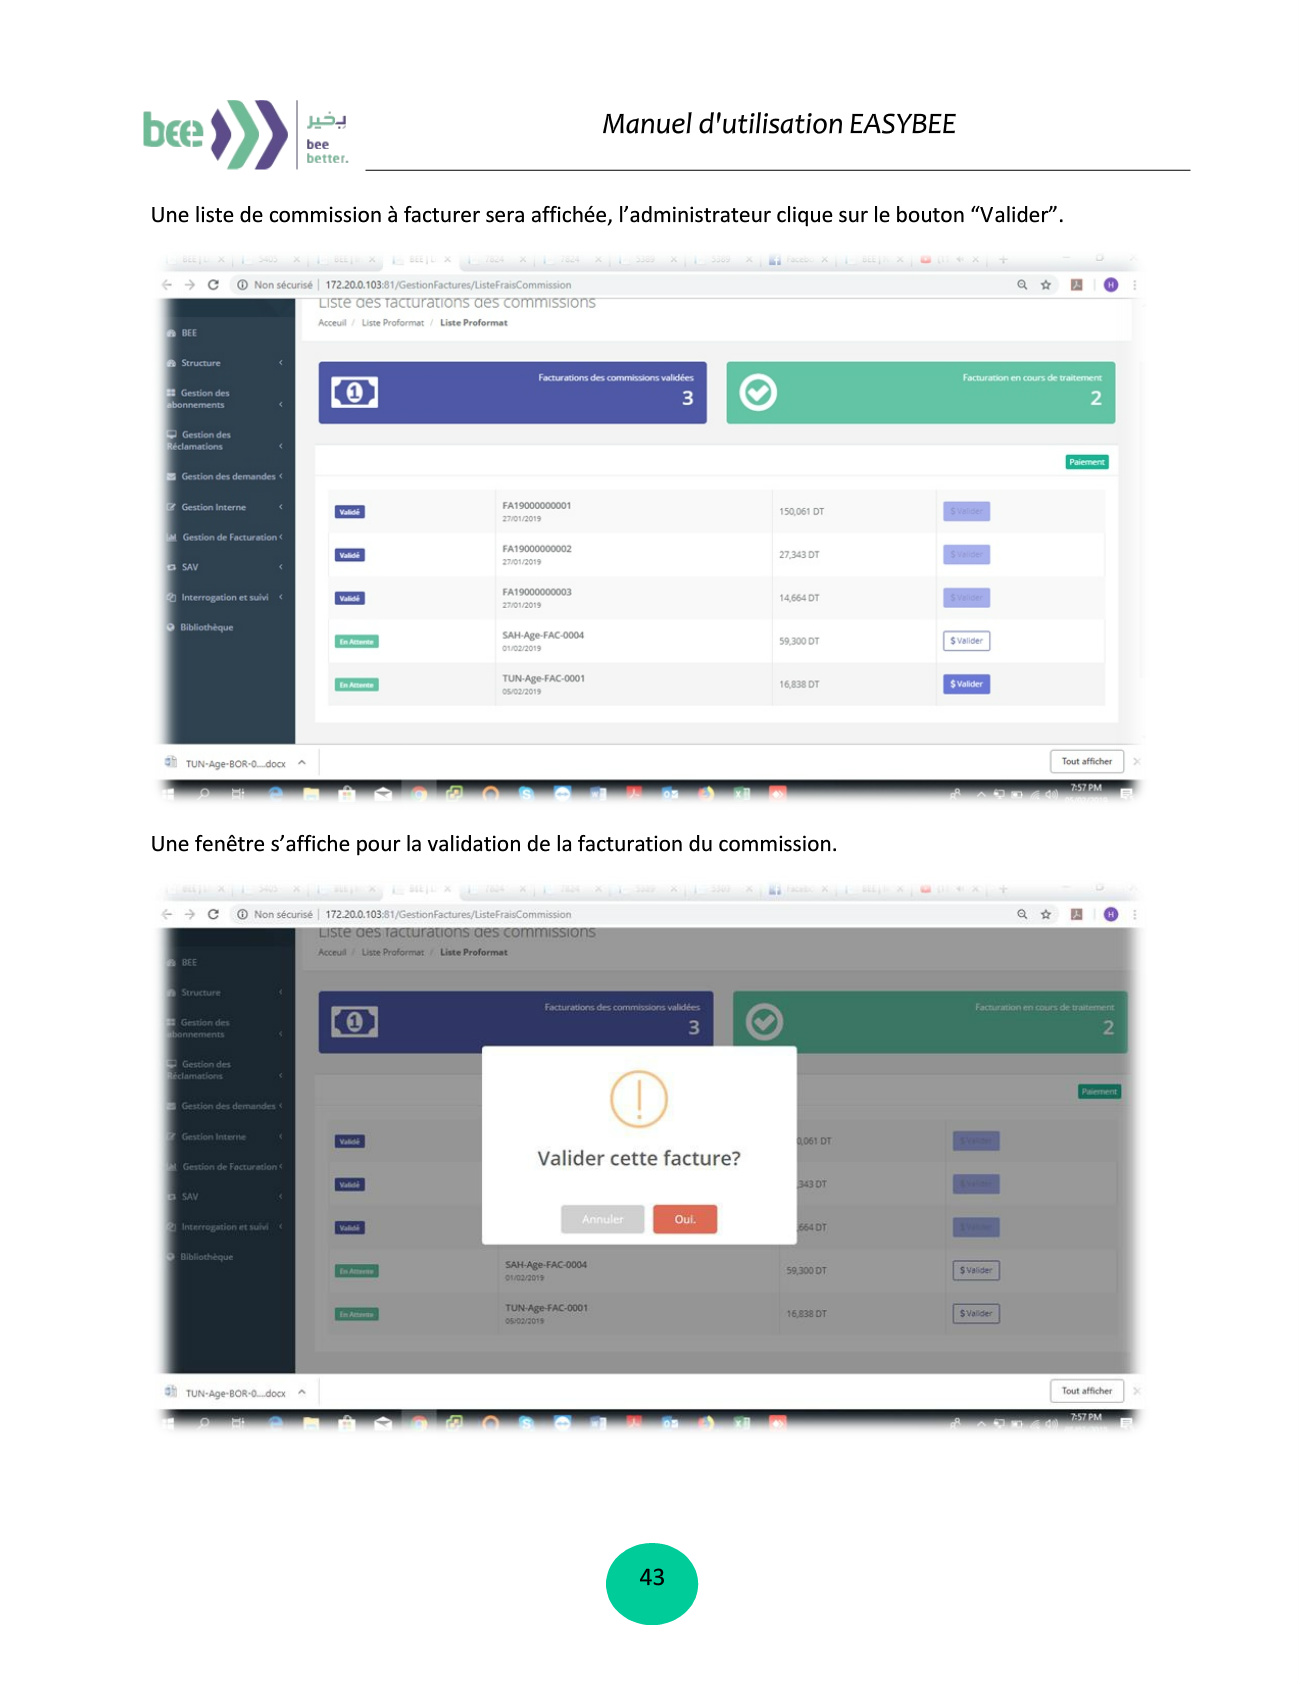 bee
بخير
bee
better.
Manuel d'utilisation EASYBEE
Une liste de commission à facturer sera affichée, l’administrateur clique sur le bouton “Valider”.
Non sécurisé | 172.20.0.103:81/GestionFactures/ListeFraisCommission
H
Liste des facturations des commissions
Acceuil / Liste Proformat / Liste Proformat
BEE
Structure
Gestion des
abonnements
Gestion des
Réclamations
Gestion des demandes
Gestion Interne
Gestion de Facturation
SAV
Interrogation et suivi
Bibliothèque
Facturations des commissions validées
3
Facturation en cours de traitement
2
Paiement
Validé
FA19000000001
27/01/2019
150,061 DT
$ Valider
Validé
FA19000000002
27/01/2019
27,343 DT
$ Valider
Validé
FA19000000003
27/01/2019
14,664 DT
$ Valider
En Attente
SAH-Age-FAC-0004
01/02/2019
59,300 DT
$ Valider
En Attente
TUN-Age-FAC-0001
05/02/2019
16,838 DT
$ Valider
TUN-Age-BOR-0....docx
Tout afficher
7:57 PM
Une fenêtre s’affiche pour la validation de la facturation du commission.
Non sécurisé | 172.20.0.103:81/GestionFactures/ListeFraisCommission
H
Liste des facturations des commissions
Acceuil / Liste Proformat / Liste Proformat
BEE
Structure
Gestion des
abonnements
Gestion des
Réclamations
Gestion des demandes
Gestion Interne
Gestion de Facturation
SAV
Interrogation et suivi
Bibliothèque
Facturations des commissions validées
3
Facturation en cours de traitement
2
Paiement
Valider cette facture?
Annuler
Oui.
Validé
0,061 DT
$ Valider
Validé
,343 DT
$ Valider
Validé
,664 DT
$ Valider
En Attente
SAH-Age-FAC-0004
01/02/2019
59,300 DT
$ Valider
En Attente
TUN-Age-FAC-0001
05/02/2019
16,838 DT
$ Valider
TUN-Age-BOR-0....docx
Tout afficher
7:57 PM
43